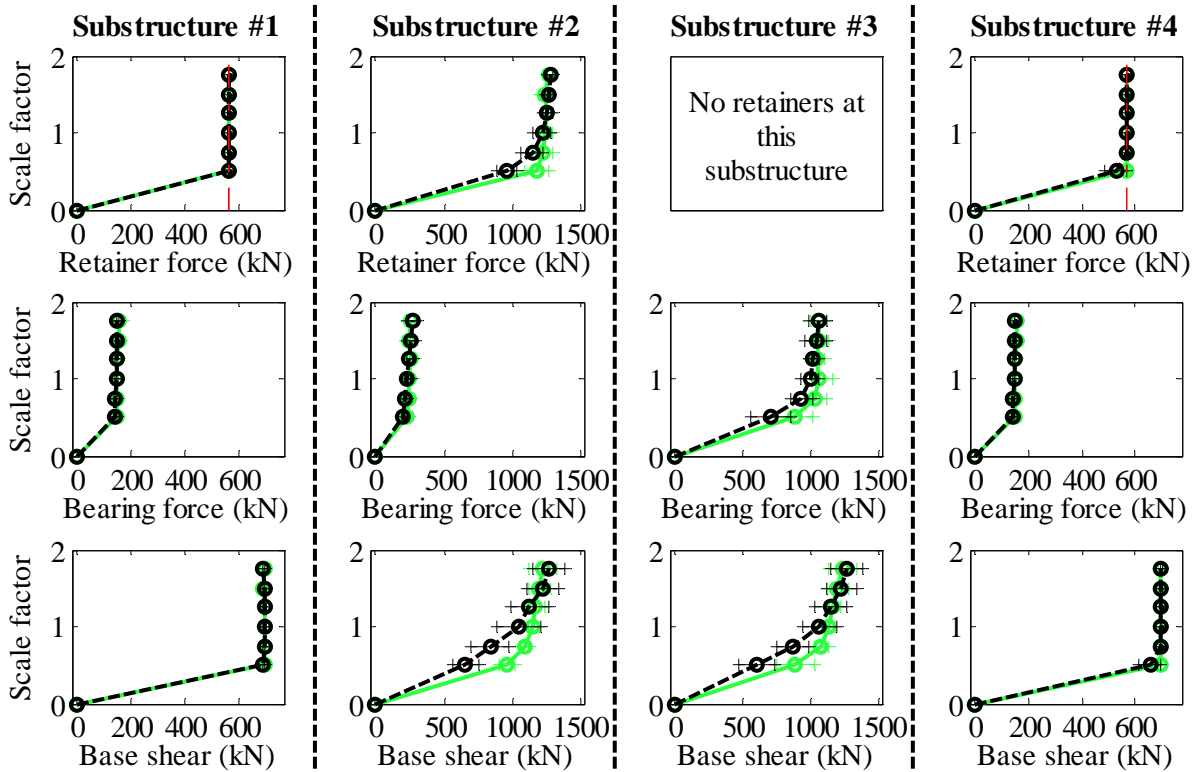 Substructure #1 Substructure #2 Substructure #3 Substructure #4
Scale factor
2
1
0
0 200 400 600
Retainer force (kN)
2
1
0
0 500 1000 1500
Retainer force (kN)
No retainers at
this
substructure
2
1
0
0 200 400 600
Retainer force (kN)
Scale factor
2
1
0
0 200 400 600
Bearing force (kN)
2
1
0
0 500 1000 1500
Bearing force (kN)
2
1
0
0 500 1000 1500
Bearing force (kN)
2
1
0
0 200 400 600
Bearing force (kN)
Scale factor
2
1
0
0 200 400 600
Base shear (kN)
2
1
0
0 500 1000 1500
Base shear (kN)
2
1
0
0 500 1000 1500
Base shear (kN)
2
1
0
0 200 400 600
Base shear (kN)